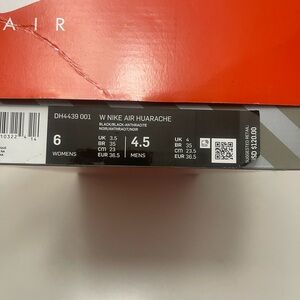 AIR
DH4439 001 W NIKE AIR HUARACHE
BLACK/BLACK-ANTHRACITE
NOIR/ANTHRACITE/NOIR
6
WOMENS
UK 3.5
BR 35
CM 23
EUR 36.5
4.5
MENS
UK 4
BR 35
CM 23.5
EUR 36.5
SUGGESTED RETAIL
USD $120.00